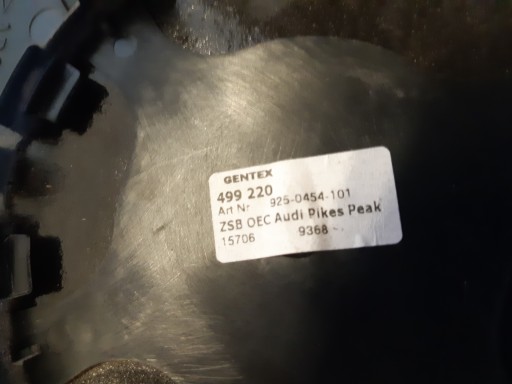 GENTEX
499 220
Art Nr 925-0454-101
ZSB OEC Audi Pikes Peak
15706 9368